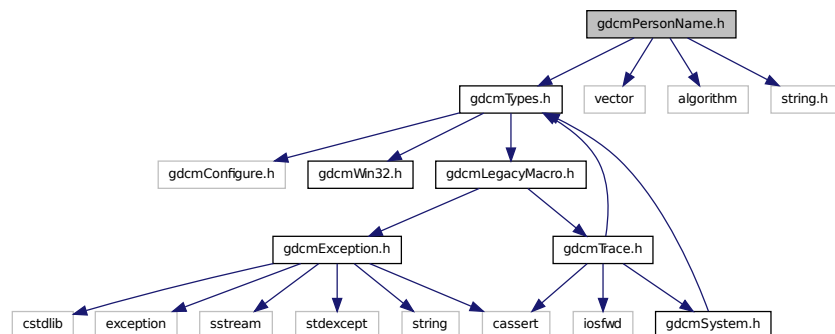 gdcmPersonName.h
gdcmTypes.h
vector
algorithm
string.h
gdcmConfigure.h
gdcmWin32.h
gdcmLegacyMacro.h
gdcmException.h
gdcmTrace.h
cstdlib
exception
sstream
stdexcept
string
cassert
iosfwd
gdcmSystem.h